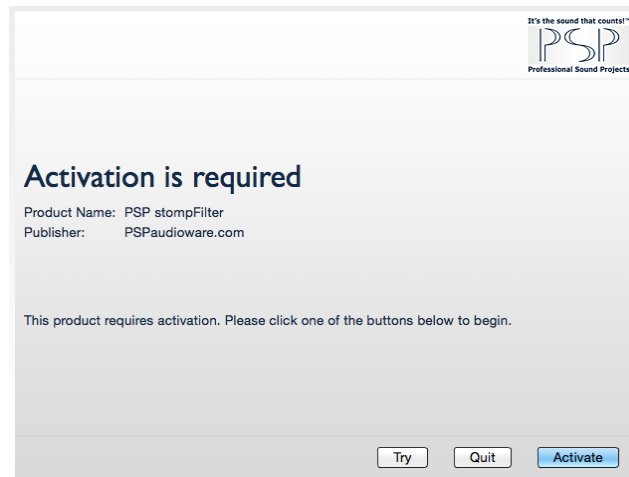 It's the sound that counts!™
PSP
Professional Sound Projects
Activation is required
Product Name: PSP stompFilter
Publisher: PSPaudioware.com
This product requires activation. Please click one of the buttons below to begin.
Try Quit Activate